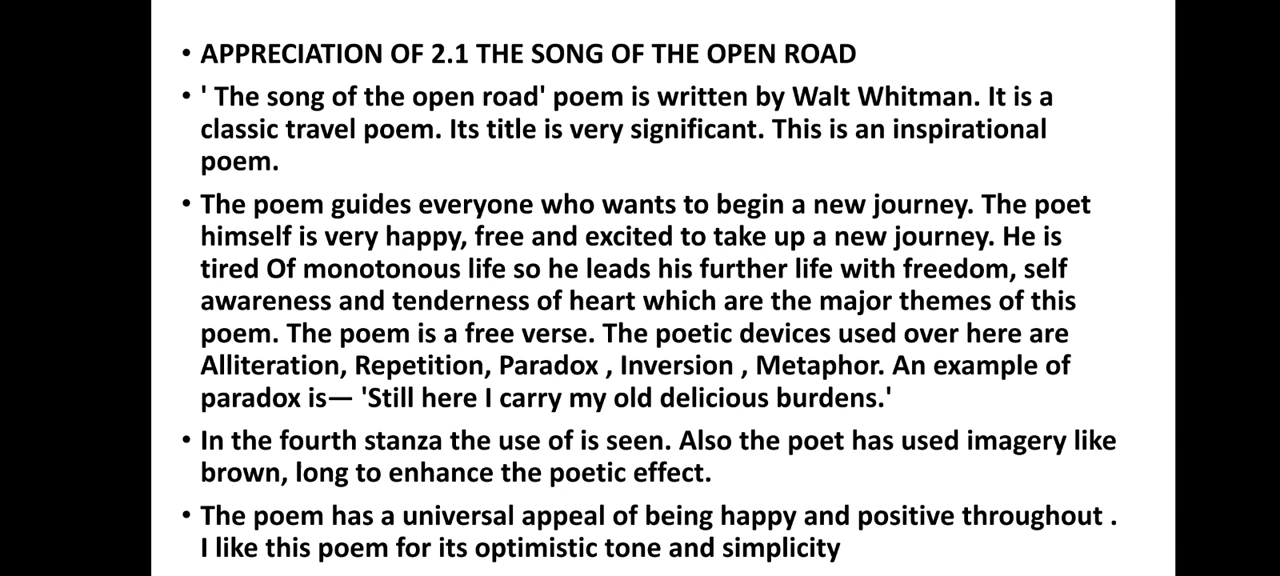 • APPRECIATION OF 2.1 THE SONG OF THE OPEN ROAD
• ' The song of the open road' poem is written by Walt Whitman. It is a
classic travel poem. Its title is very significant. This is an inspirational
poem.
• The poem guides everyone who wants to begin a new journey. The poet
himself is very happy, free and excited to take up a new journey. He is
tired Of monotonous life so he leads his further life with freedom, self
awareness and tenderness of heart which are the major themes of this
poem. The poem is a free verse. The poetic devices used over here are
Alliteration, Repetition, Paradox , Inversion , Metaphor. An example of
paradox is— 'Still here I carry my old delicious burdens.'
• In the fourth stanza the use of is seen. Also the poet has used imagery like
brown, long to enhance the poetic effect.
• The poem has a universal appeal of being happy and positive throughout .
I like this poem for its optimistic tone and simplicity